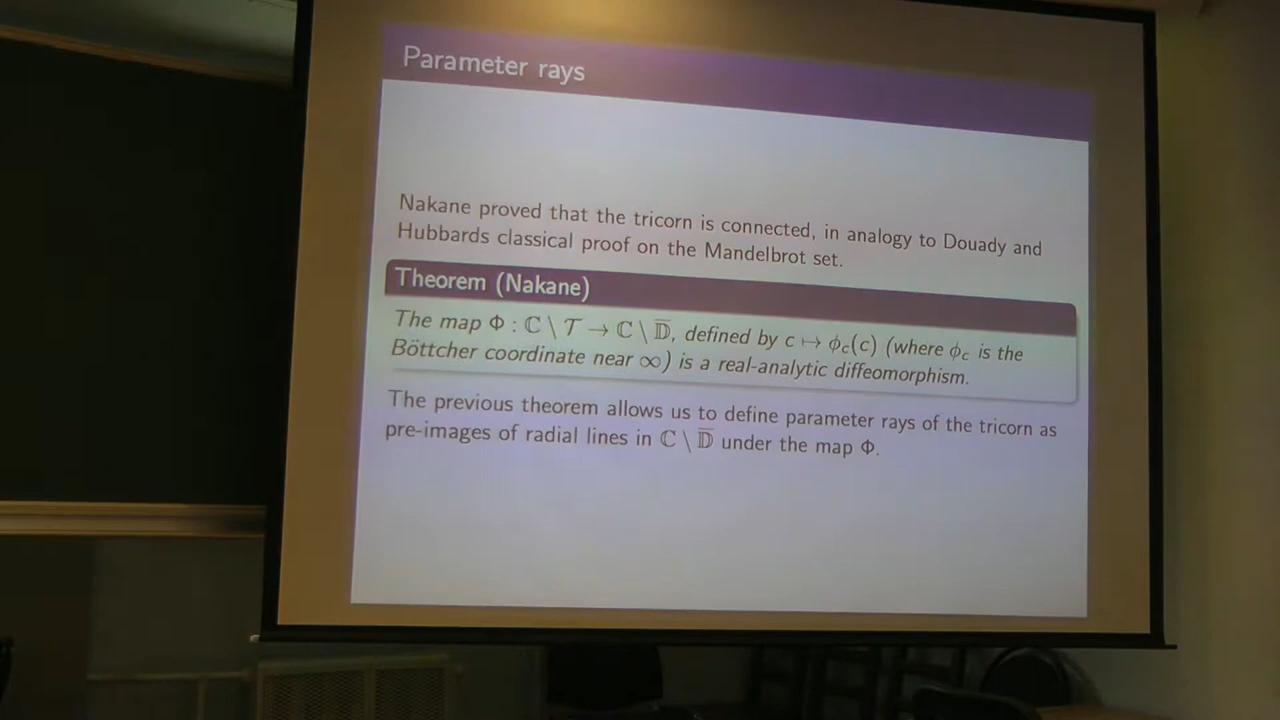 Parameter rays
Nakane proved that the tricorn is connected, in analogy to Douady and
Hubbards classical proof on the Mandelbrot set.
Theorem (Nakane)
The map Φ : ℂ \ 𝒯 → ℂ \ 𝔻̅, defined by c ↦ ϕ_c(c) (where ϕ_c is the
Böttcher coordinate near ∞) is a real-analytic diffeomorphism.
The previous theorem allows us to define parameter rays of the tricorn as
pre-images of radial lines in ℂ \ 𝔻̅ under the map Φ.